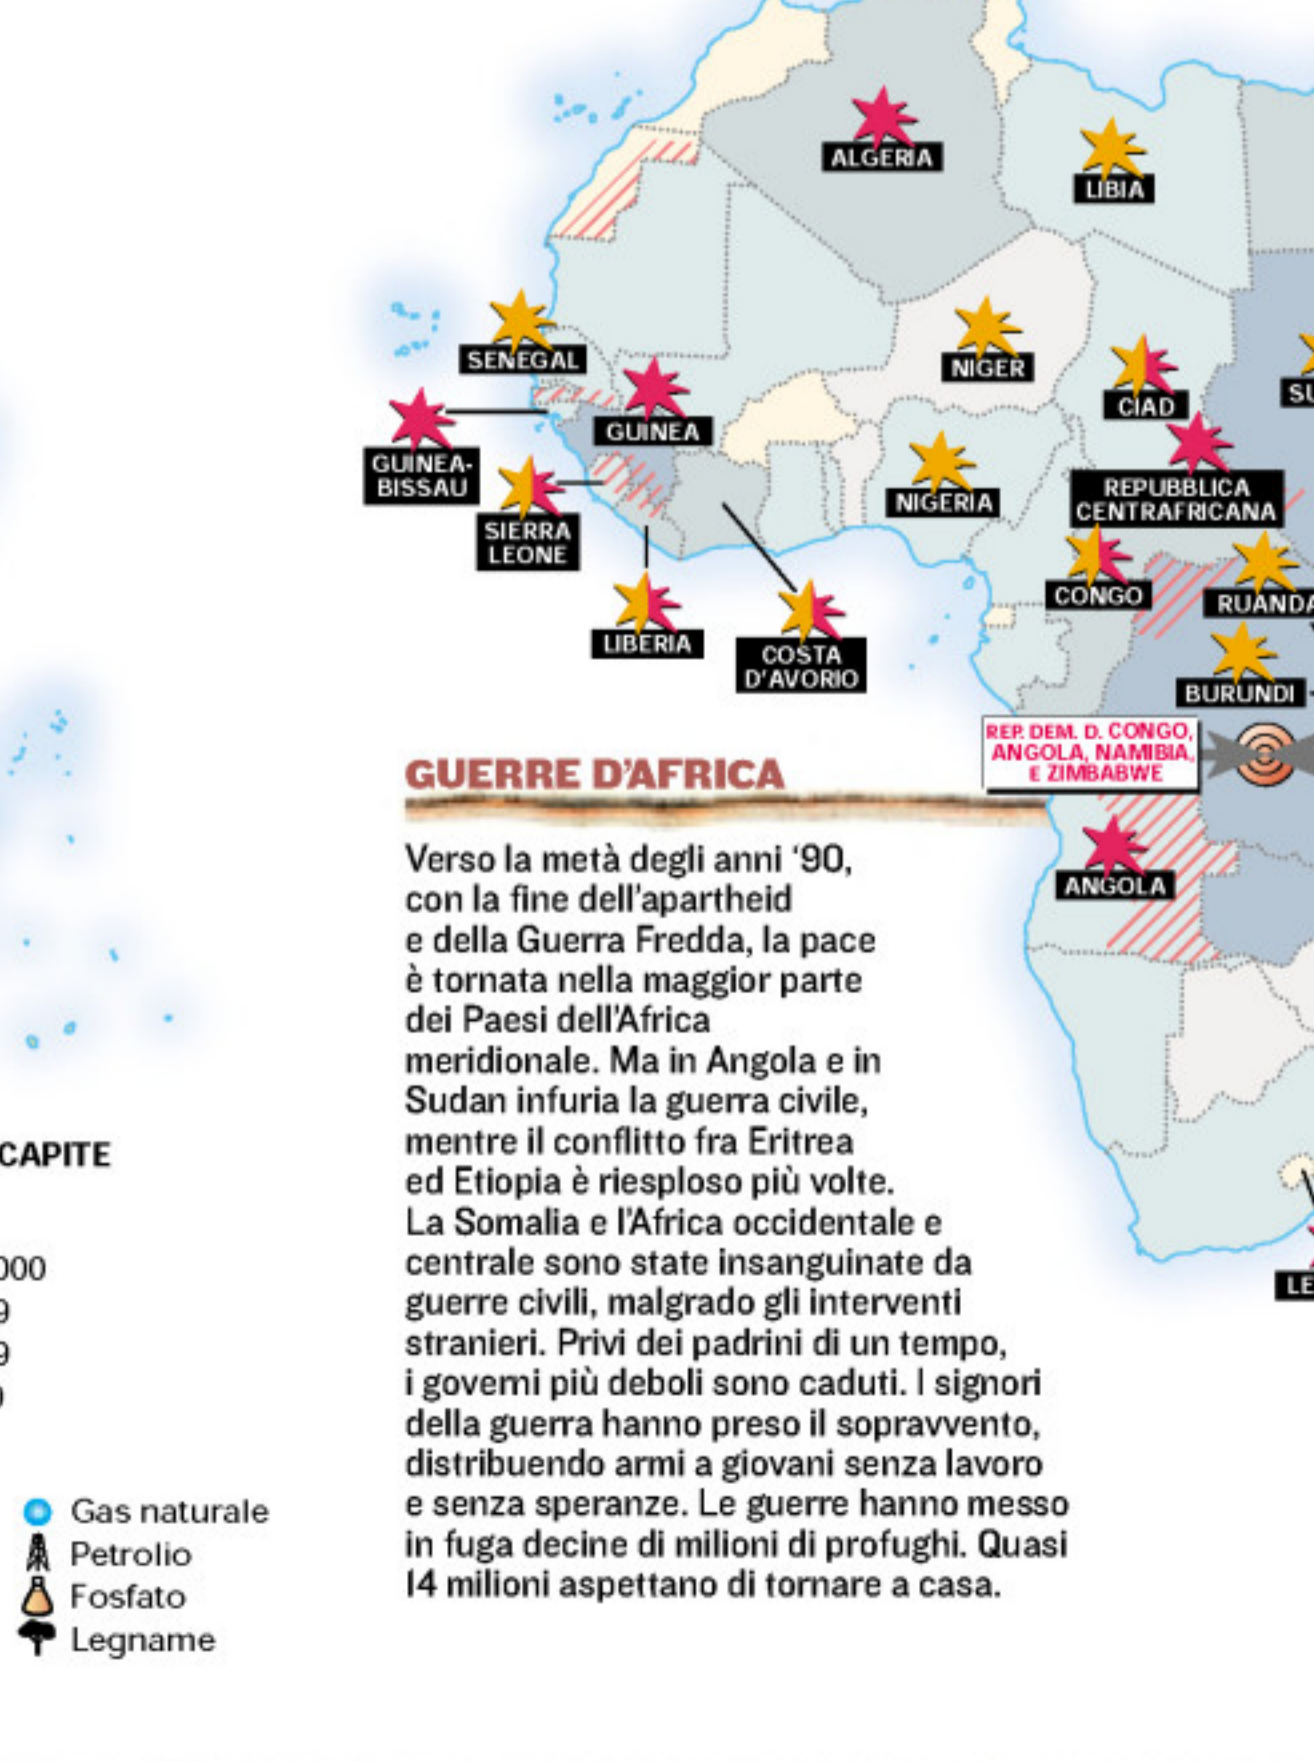 ALGERIA
LIBIA
SENEGAL
NIGER
CIAD
GUINEA
GUINEA-
BISSAU
NIGERIA
REPUBBLICA
CENTRAFRICANA
SIERRA
LEONE
CONGO
RUANDA
LIBERIA
COSTA
D'AVORIO
BURUNDI
REP. DEM. D. CONGO,
ANGOLA, NAMIBIA,
E ZIMBABWE
ANGOLA
GUERRE D'AFRICA
Verso la metà degli anni ‘90,
con la fine dell'apartheid
e della Guerra Fredda, la pace
è tornata nella maggior parte
dei Paesi dell'Africa
meridionale. Ma in Angola e in
Sudan infuria la guerra civile,
mentre il conflitto fra Eritrea
ed Etiopia è riesploso più volte.
La Somalia e l'Africa occidentale e
centrale sono state insanguinate da
guerre civili, malgrado gli interventi
stranieri. Privi dei padrini di un tempo,
i governi più deboli sono caduti. I signori
della guerra hanno preso il sopravvento,
distribuendo armi a giovani senza lavoro
e senza speranze. Le guerre hanno messo
in fuga decine di milioni di profughi. Quasi
14 milioni aspettano di tornare a casa.
CAPITE
000
9
9
Gas naturale
Petrolio
Fosfato
Legname